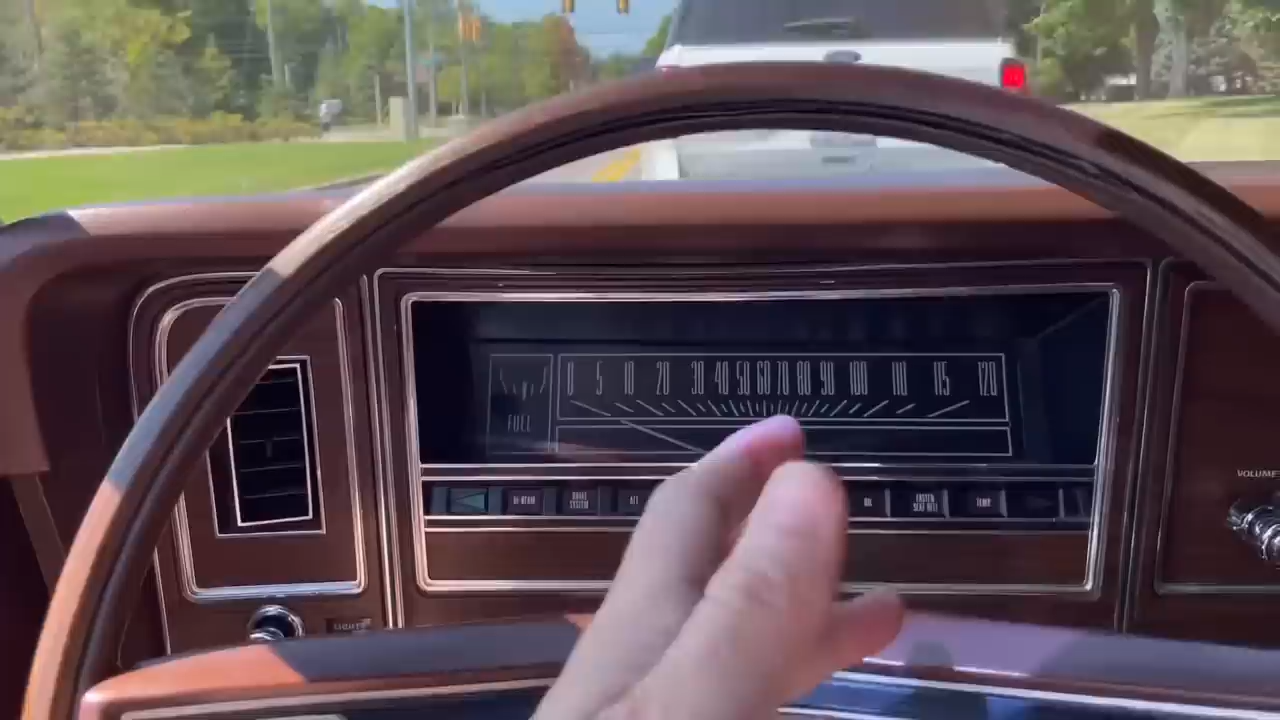 0 5 10 20 30 40 50 60 70 80 90 100 110 115 120
FULL
HI-BEAM BRAKE SYSTEM ALT OIL FASTEN SEAT BELT TEMP
VOLUME